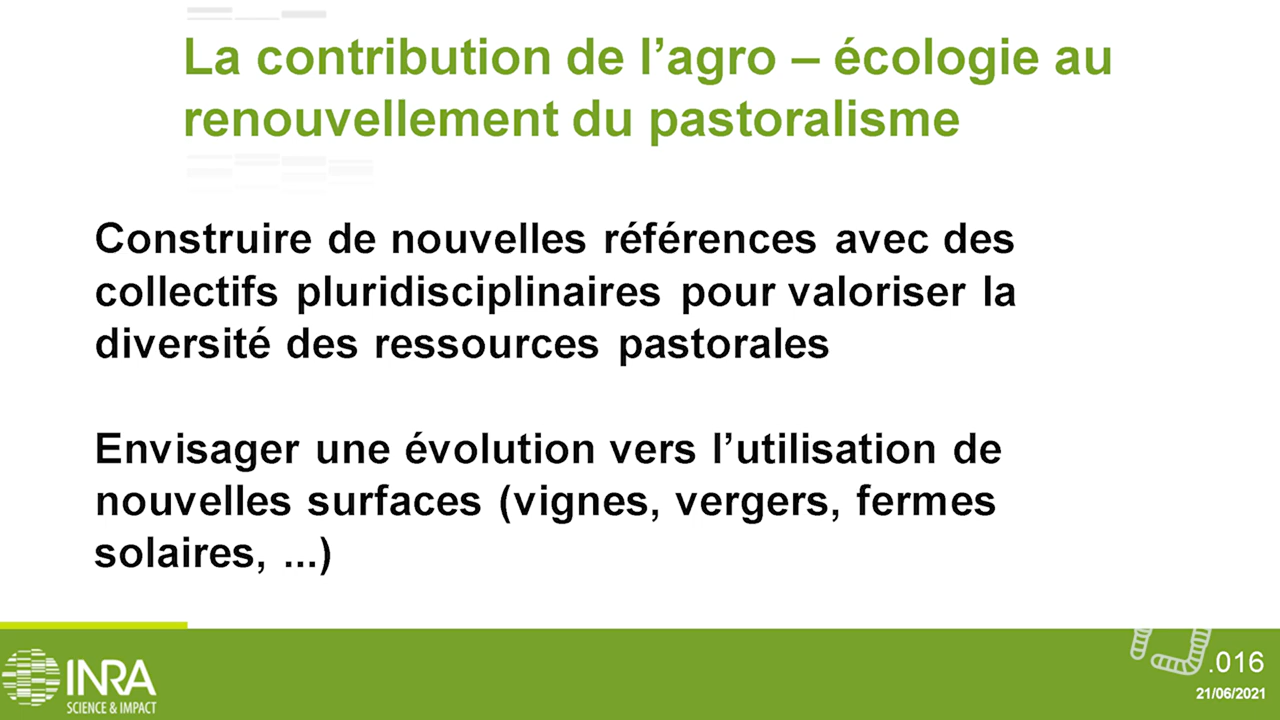 La contribution de l’agro – écologie au
renouvellement du pastoralisme
Construire de nouvelles références avec des
collectifs pluridisciplinaires pour valoriser la
diversité des ressources pastorales
Envisager une évolution vers l’utilisation de
nouvelles surfaces (vignes, vergers, fermes
solaires, ...)
INRA
SCIENCE & IMPACT
.016
21/06/2021